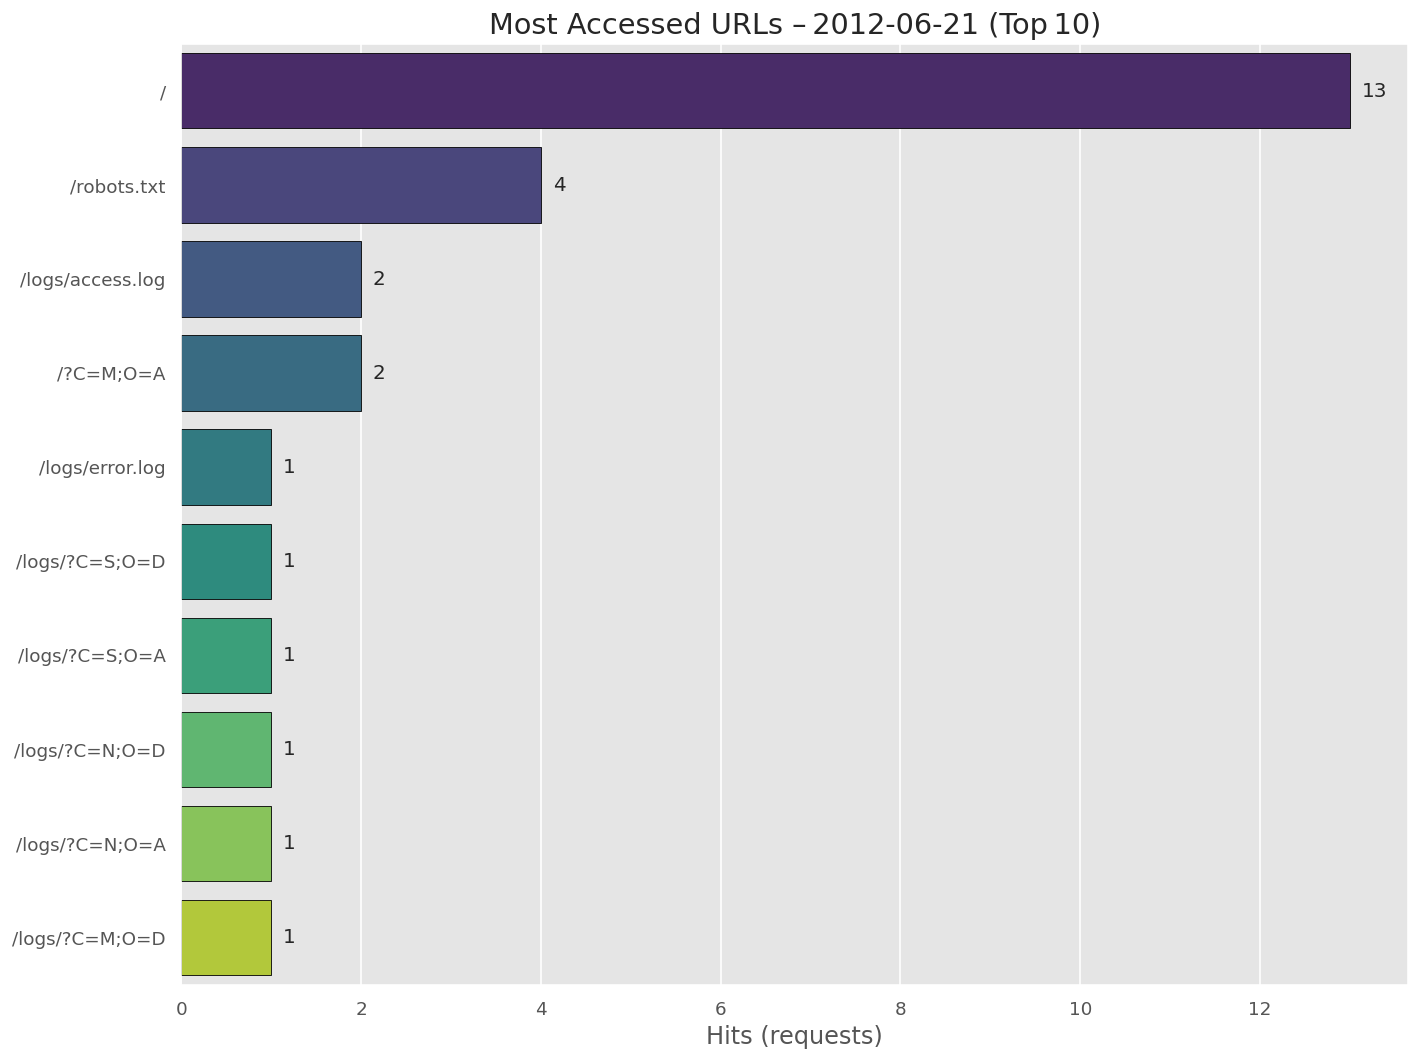 Most Accessed URLs – 2012-06-21 (Top 10)
/
13
/robots.txt
4
/logs/access.log
2
/?C=M;O=A
2
/logs/error.log
1
/logs/?C=S;O=D
1
/logs/?C=S;O=A
1
/logs/?C=N;O=D
1
/logs/?C=N;O=A
1
/logs/?C=M;O=D
1
0 2 4 6 8 10 12
Hits (requests)